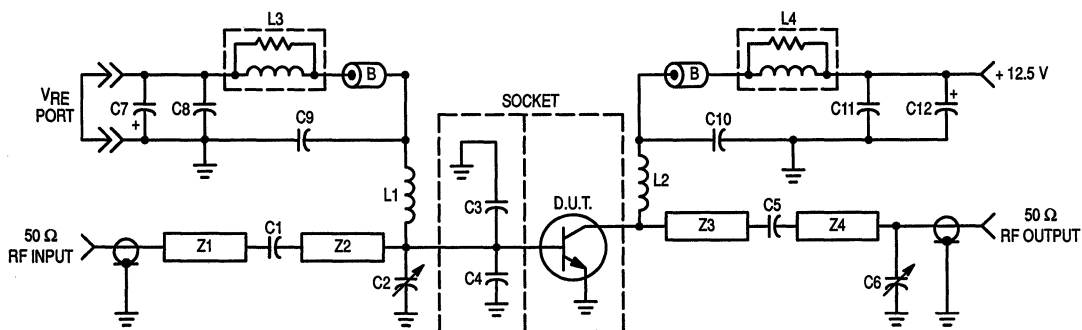 L3
L4
B
B
+ 12.5 V
VRE
PORT
C7
+
C8
C9
SOCKET
C10
C11
C12
+
L1
L2
C3
D.U.T.
50 Ω
RF INPUT
Z1
C1
Z2
C2
C4
Z3
C5
Z4
C6
50 Ω
RF OUTPUT